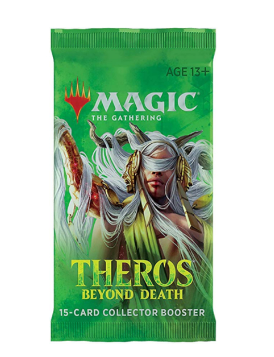 AGE 13+
MAGIC
THE GATHERING
THEROS
BEYOND DEATH
15-CARD COLLECTOR BOOSTER